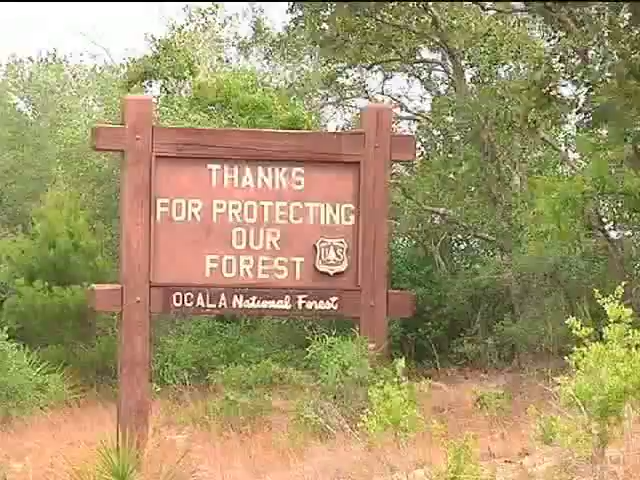 THANKS
FOR PROTECTING
OUR
FOREST
U S
OCALA National Forest